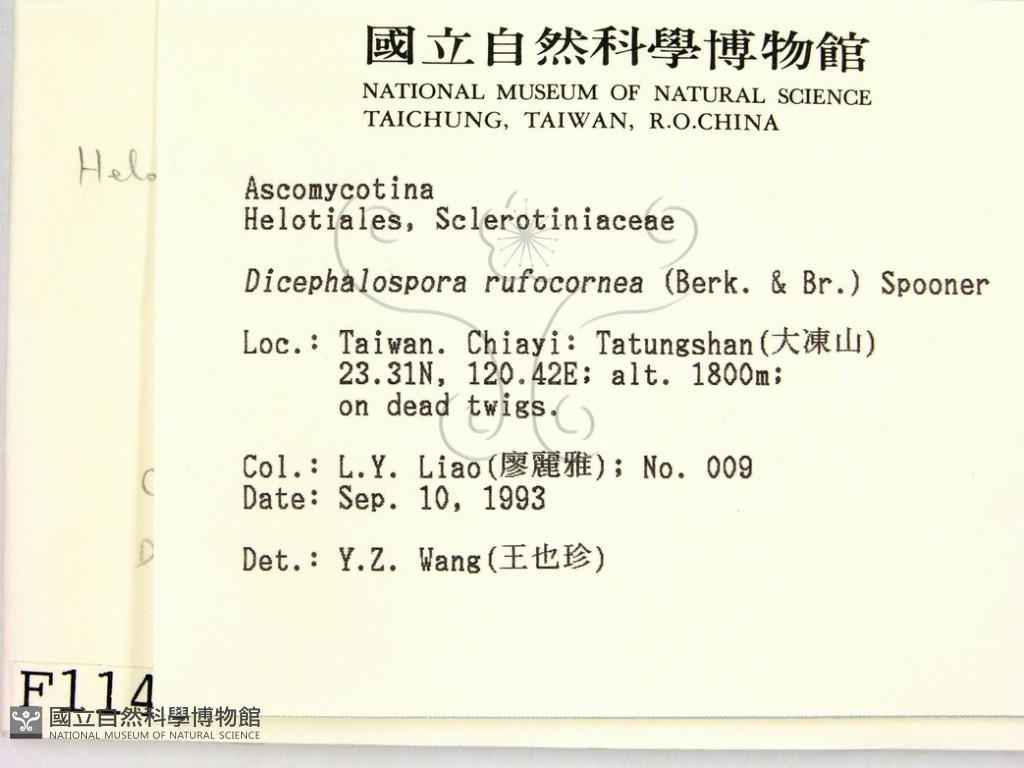 國立自然科學博物館
NATIONAL MUSEUM OF NATURAL SCIENCE
TAICHUNG, TAIWAN, R.O.CHINA
Helo
Ascomycotina
Helotiales, Sclerotiniaceae
Dicephalospora rufocornea (Berk. & Br.) Spooner
Loc.: Taiwan. Chiayi: Tatungshan(大凍山)
23.31N, 120.42E; alt. 1800m;
on dead twigs.
Col.: L.Y. Liao(廖麗雅); No. 009
Date: Sep. 10, 1993
Det.: Y.Z. Wang(王也珍)
F114
國立自然科學博物館
NATIONAL MUSEUM OF NATURAL SCIENCE